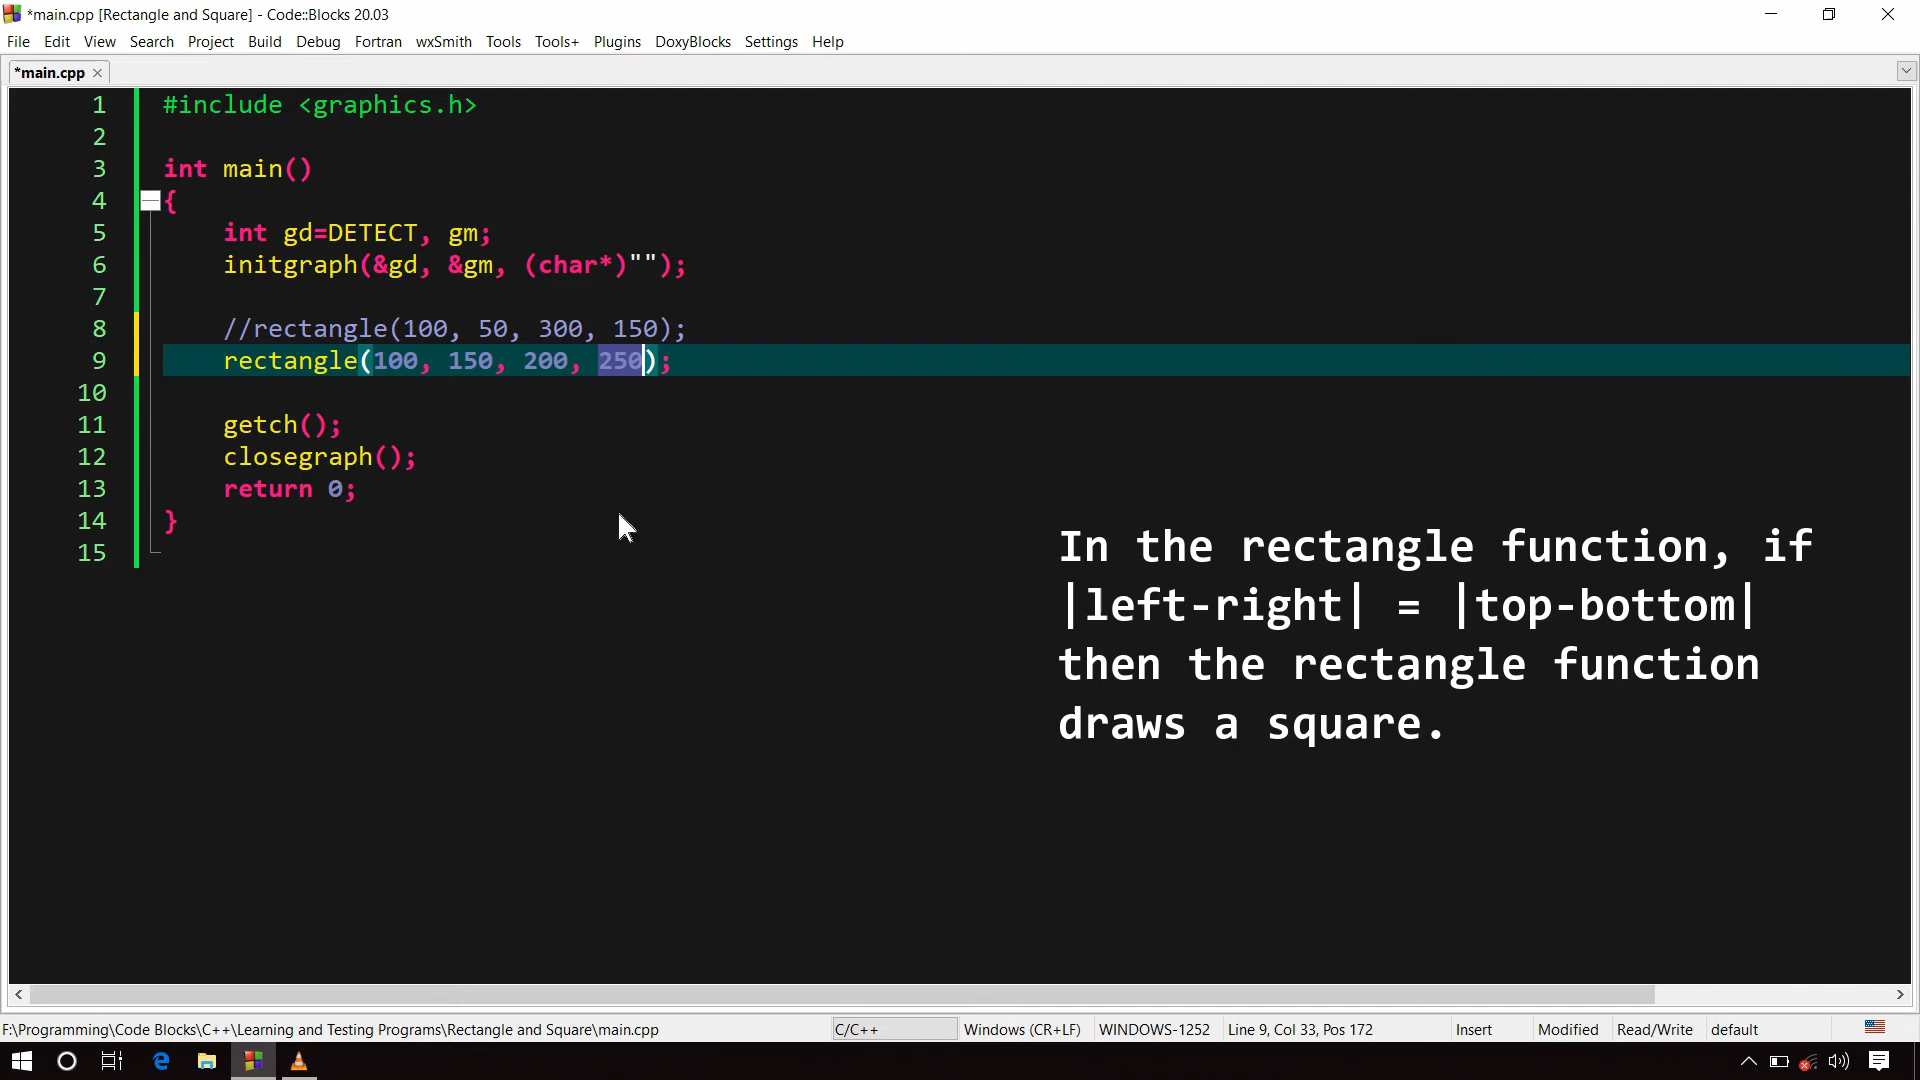 *main.cpp [Rectangle and Square] - Code::Blocks 20.03
File Edit View Search Project Build Debug Fortran wxSmith Tools Tools+ Plugins DoxyBlocks Settings Help
*main.cpp
1 #include <graphics.h>
2
3 int main()
4 {
5 int gd=DETECT, gm;
6 initgraph(&gd, &gm, (char*)"");
7
8 //rectangle(100, 50, 300, 150);
9 rectangle(100, 150, 200, 250);
10
11 getch();
12 closegraph();
13 return 0;
14 }
15
In the rectangle function, if
|left-right| = |top-bottom|
then the rectangle function
draws a square.
F:\Programming\Code Blocks\C++\Learning and Testing Programs\Rectangle and Square\main.cpp C/C++ Windows (CR+LF) WINDOWS-1252 Line 9, Col 33, Pos 172 Insert Modified Read/Write default